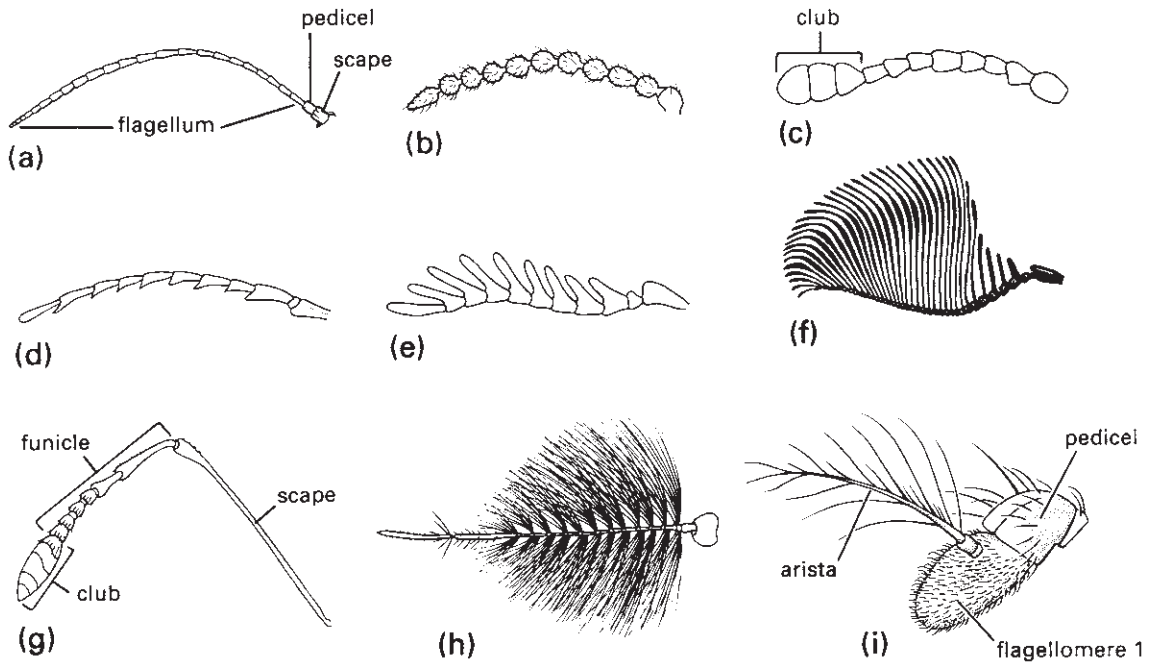 pedicel
scape
flagellum
(a)
(b)
club
(c)
(d)
(e)
(f)
funicle
scape
club
(g)
(h)
pedicel
arista
flagellomere 1
(i)